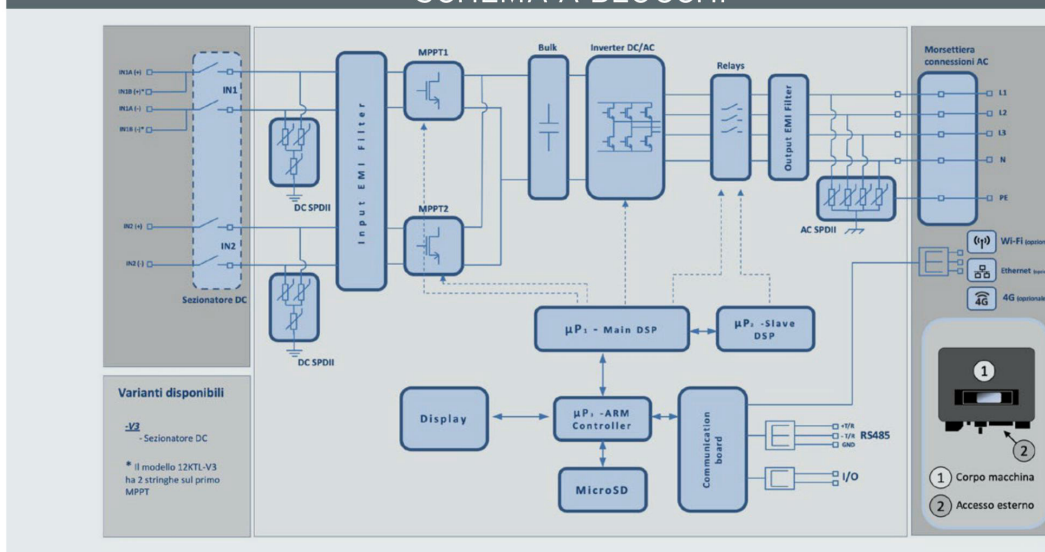 SCHEMA A BLOCCHI
IN1A (+)
IN1B (+)*
IN1A (-)
IN1B (-)*
IN1
IN2 (+)
IN2 (-)
IN2
Sezionatore DC
DC SPDII
DC SPDII
Input EMI Filter
MPPT1
MPPT2
Bulk
Inverter DC/AC
Relays
Output EMI Filter
AC SPDII
Morsettiera
connessioni AC
L1
L2
L3
N
PE
Wi-Fi
Ethernet
4G
4G (opzionale
µP1 - Main DSP
µP2 -Slave
DSP
Display
µP3 -ARM
Controller
MicroSD
Communication
board
+T/R
- T/R
GND
RS485
I/O
Varianti disponibili
-V3
- Sezionatore DC
* Il modello 12KTL-V3
ha 2 stringhe sul primo
MPPT
1
2
1 Corpo macchina
2 Accesso esterno